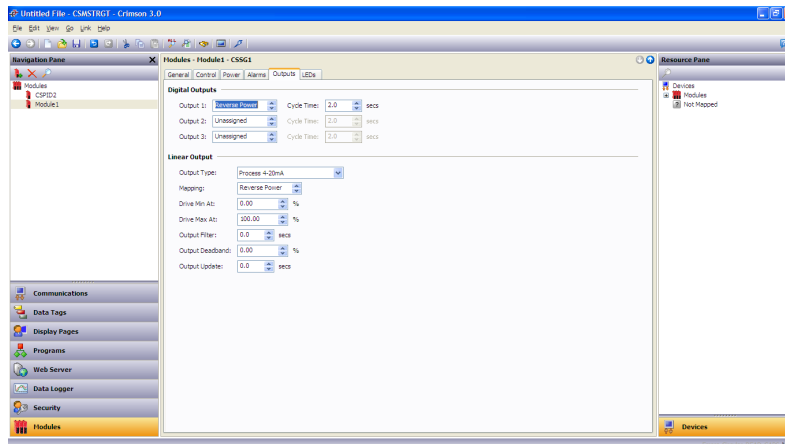 Untitled File - CSMSTRGT - Crimson 3.0
File Edit View Go Link Help
Navigation Pane
Modules
CSPID2
Module1
Communications
Data Tags
Display Pages
Programs
Web Server
Data Logger
Security
Modules
Modules - Module1 - CSSG1
General Control Power Alarms Outputs LEDs
Digital Outputs
Output 1: Reverse Power Cycle Time: 2.0 secs
Output 2: Unassigned Cycle Time: 2.0 secs
Output 3: Unassigned Cycle Time: 2.0 secs
Linear Output
Output Type: Process 4-20mA
Mapping: Reverse Power
Drive Min At: 0.00 %
Drive Max At: 100.00 %
Output Filter: 0.0 secs
Output Deadband: 0.00 %
Output Update: 0.0 secs
Resource Pane
Devices
Modules
Not Mapped
Devices